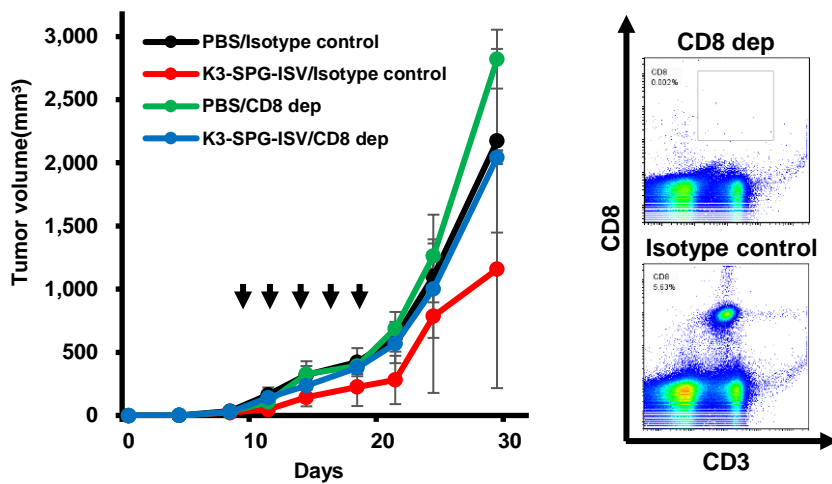 3,000
2,500
2,000
1,500
1,000
500
0
Tumor volume(mm³)
PBS/Isotype control
K3-SPG-ISV/Isotype control
PBS/CD8 dep
K3-SPG-ISV/CD8 dep
0 10 20 30
Days
CD8 dep
CD8
0.002%
Isotype control
CD8
5.63%
CD8
CD3